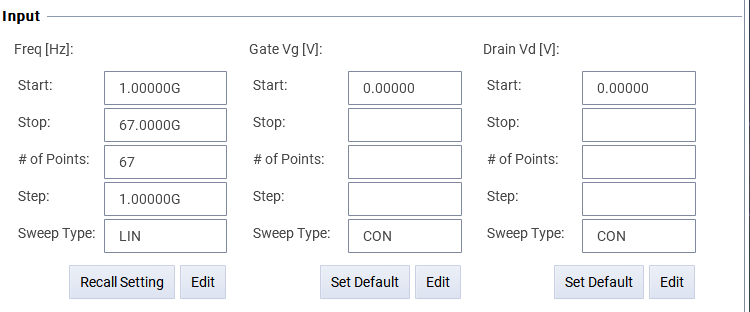 Input
Freq [Hz]: Gate Vg [V]: Drain Vd [V]:
Start: 1.00000G Start: 0.00000 Start: 0.00000
Stop: 67.0000G Stop: Stop:
# of Points: 67 # of Points: # of Points:
Step: 1.00000G Step: Step:
Sweep Type: LIN Sweep Type: CON Sweep Type: CON
Recall Setting Edit Set Default Edit Set Default Edit